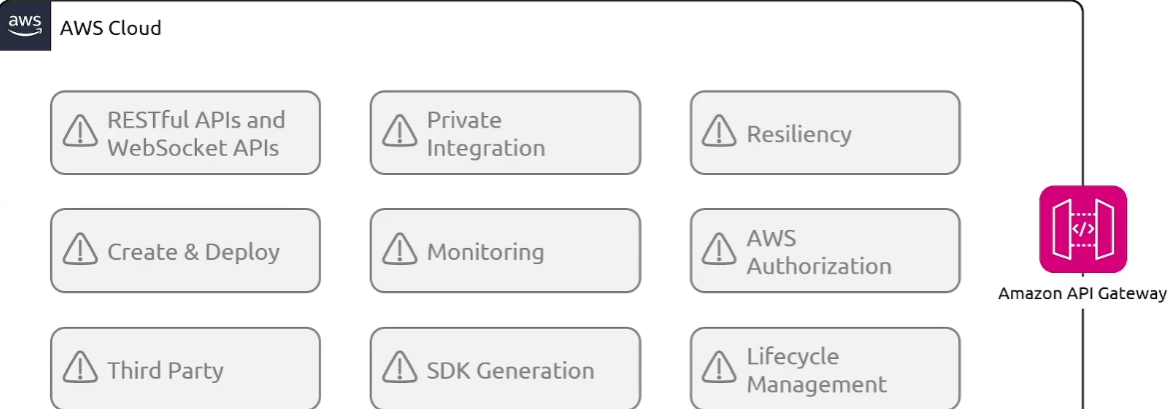 aws
AWS Cloud
RESTful APIs and
WebSocket APIs
Private
Integration
Resiliency
Create & Deploy
Monitoring
AWS
Authorization
</>
Amazon API Gateway
Third Party
SDK Generation
Lifecycle
Management